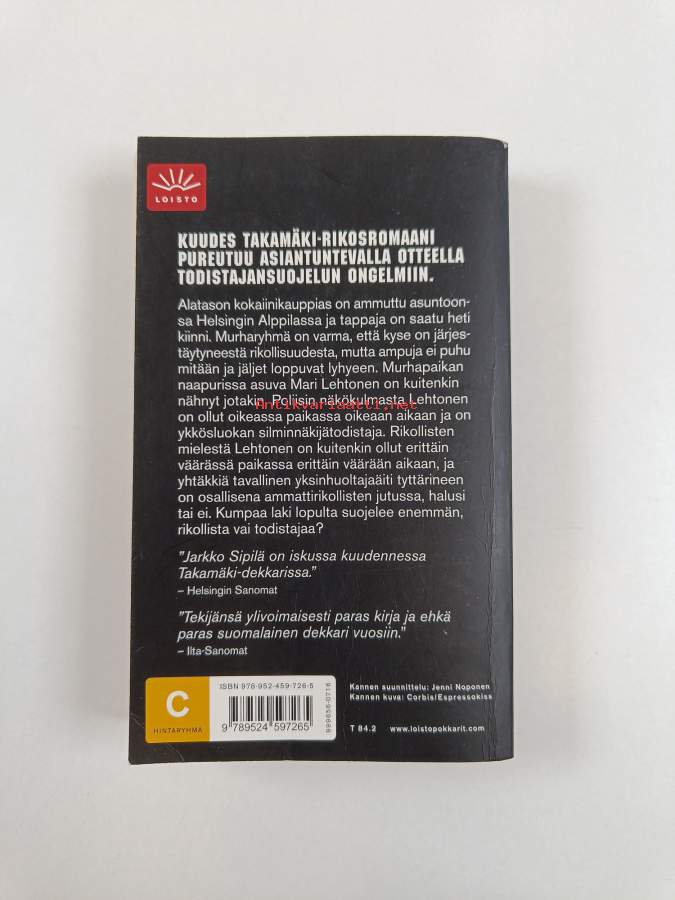 LOISTO
KUUDES TAKAMÄKI-RIKOSROMAANI
PUREUTUU ASIANTUNTEVALLA OTTEELLA
TODISTAJANSUOJELUN ONGELMIIN.
Alatason kokaiinikauppias on ammuttu asuntoon-
sa Helsingin Alppilassa ja tappaja on saatu heti
kiinni. Murharyhmä on varma, että kyse on järjes-
täytyneestä rikollisuudesta, mutta ampuja ei puhu
mitään ja jäljet loppuvat lyhyeen. Murhapaikan
naapurissa asuva Mari Lehtonen on kuitenkin
nähnyt jotakin. Poliisin näkökulmasta Lehtonen
Antikvariaatti.net
on ollut oikeassa paikassa oikeaan aikaan ja on
ykkösluokan silminnäkijätodistaja. Rikollisten
mielestä Lehtonen on kuitenkin ollut erittäin
väärässä paikassa erittäin väärään aikaan, ja
yhtäkkiä tavallinen yksinhuoltajaäiti tyttärineen
on osallisena ammattirikollisten jutussa, halusi
tai ei. Kumpaa laki lopulta suojelee enemmän,
rikollista vai todistajaa?
"Jarkko Sipilä on iskussa kuudennessa
Takamäki-dekkarissa."
– Helsingin Sanomat
"Tekijänsä ylivoimaisesti paras kirja ja ehkä
paras suomalainen dekkari vuosiin."
– Ilta-Sanomat
C
HINTARYHMÄ
ISBN 978-952-459-726-5
9 789524 597265
Kannen suunnittelu: Jenni Noponen
Kannen kuva: Corbis/Espressokiss
T 84.2 www.loistopokkarit.com